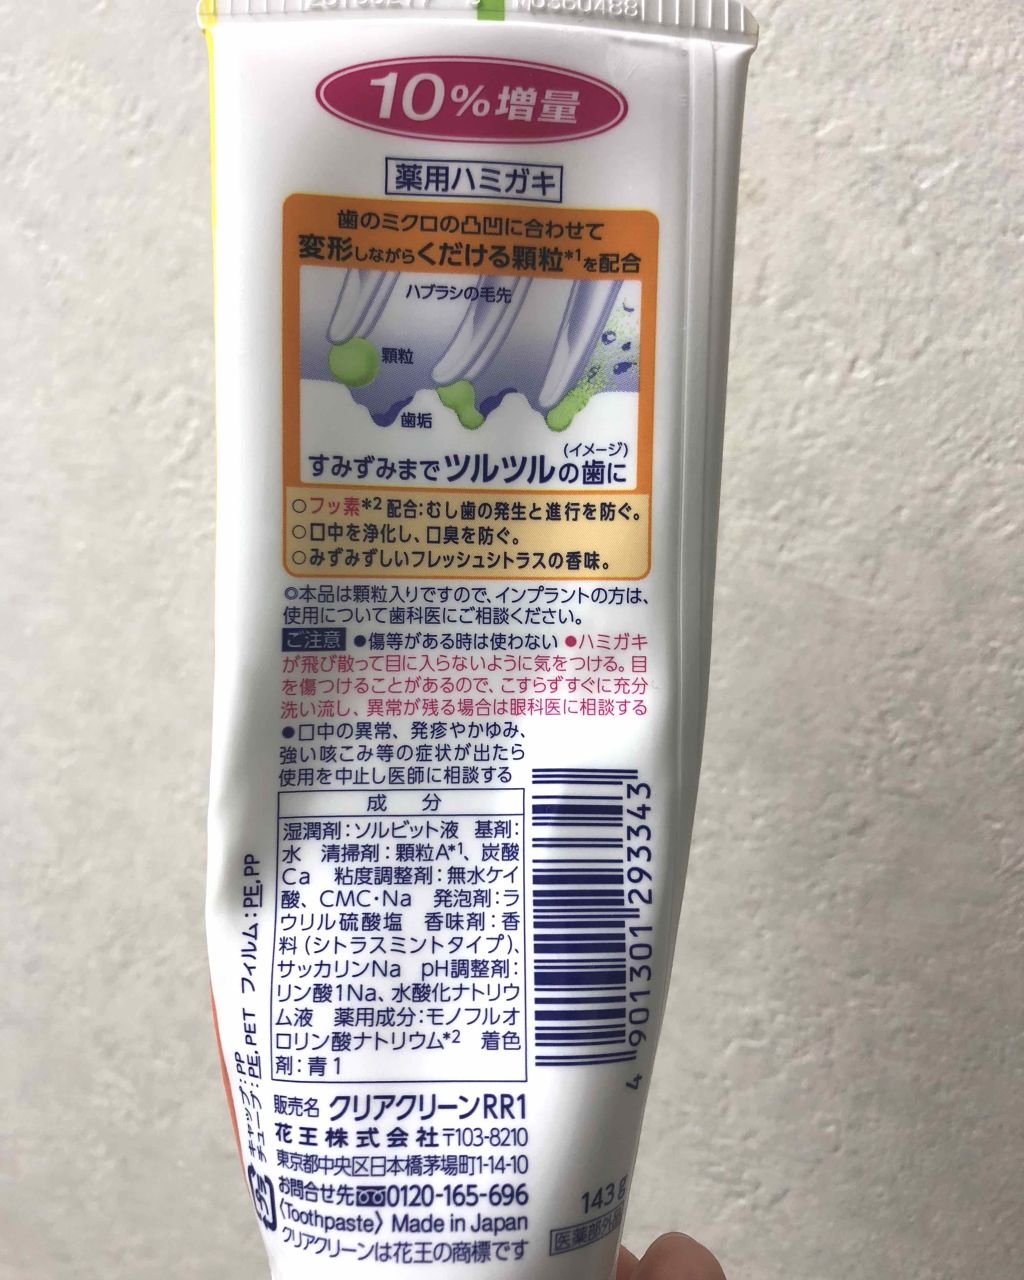 10%増量
薬用ハミガキ
歯のミクロの凸凹に合わせて
変形しながらくだける顆粒*1を配合
ハブラシの毛先
顆粒
歯垢
(イメージ)
すみずみまでツルツルの歯に
○フッ素*2配合:むし歯の発生と進行を防ぐ。
○口中を浄化し、口臭を防ぐ。
○みずみずしいフレッシュシトラスの香味。
◎本品は顆粒入りですので、インプラントの方は、
使用について歯科医にご相談ください。
ご注意 ●傷等がある時は使わない ●ハミガキ
が飛び散って目に入らないように気をつける。目
を傷つけることがあるので、こすらずすぐに充分
洗い流し、異常が残る場合は眼科医に相談する
●口中の異常、発疹やかゆみ、
強い咳こみ等の症状が出たら
使用を中止し医師に相談する
成 分
湿潤剤:ソルビット液 基剤:
水 清掃剤:顆粒A*1、炭酸
Ca 粘度調整剤:無水ケイ
酸、CMC・Na 発泡剤:ラ
ウリル硫酸塩 香味剤:香
料(シトラスミントタイプ)、
サッカリンNa pH調整剤:
リン酸1Na、水酸化ナトリウ
ム液 薬用成分:モノフルオ
ロリン酸ナトリウム*2 着色
剤:青1
4 901301 293343
キャップ:PP
チューブ:PE, PET フィルム:PE, PP
販売名 クリアクリーンRR1
花王株式会社 〒103-8210
東京都中央区日本橋茅場町1-14-10
お問合せ先 0120-165-696
〈Toothpaste〉 Made in Japan
クリアクリーンは花王の商標です
143g
医薬部外品